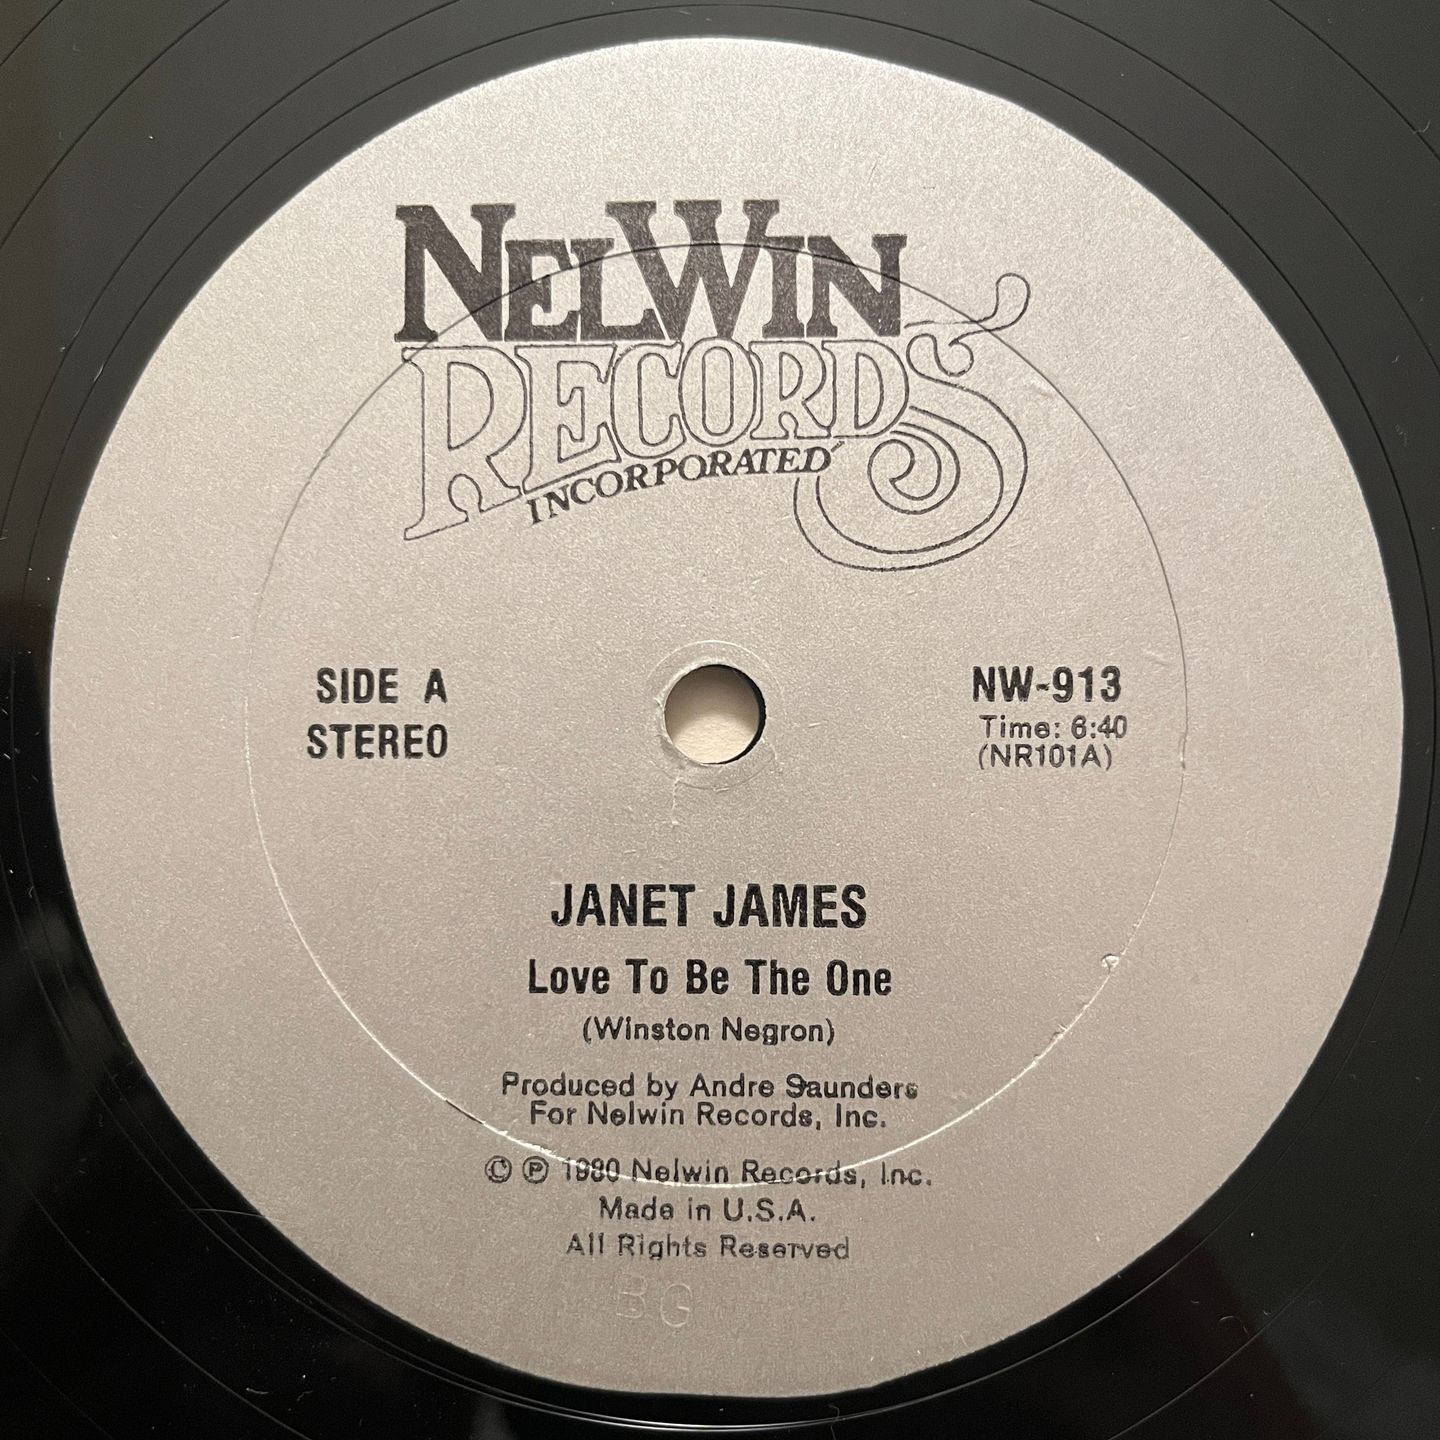 NELWIN
RECORDS
INCORPORATED
SIDE A
STEREO
NW-913
Time: 6:40
(NR101A)
JANET JAMES
Love To Be The One
(Winston Negron)
Produced by Andre Saunders
For Nelwin Records, Inc.
© ℗ 1980 Nelwin Records, Inc.
Made in U.S.A.
All Rights Reserved
BG